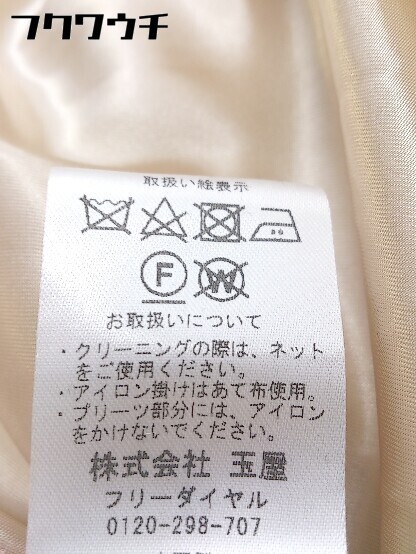 フクワウチ
取扱い絵表示
F W
お取扱いについて
・クリーニングの際は、ネット
をご使用ください。
・アイロン掛けはあて布使用。
・プリーツ部分には、アイロン
をかけないでください。
株式会社 玉屋
フリーダイヤル
0120-298-707